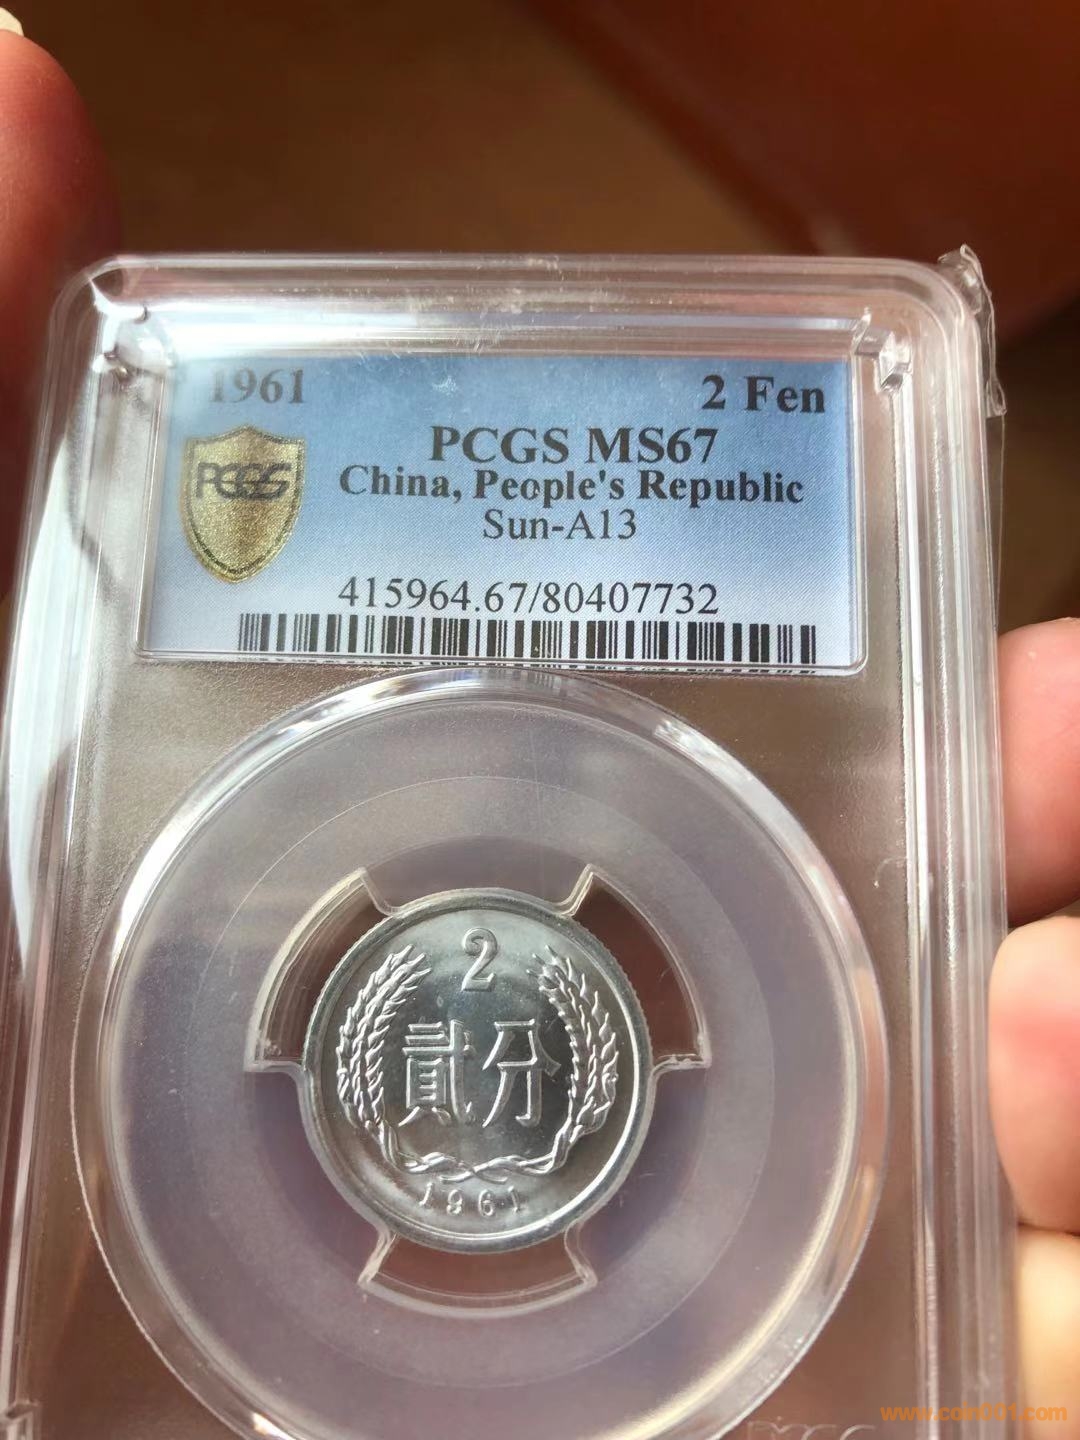 1961
2 Fen
PCGS MS67
PCGS
China, People's Republic
Sun-A13
415964.67/80407732
2
貳分
1961
www.coin001.com